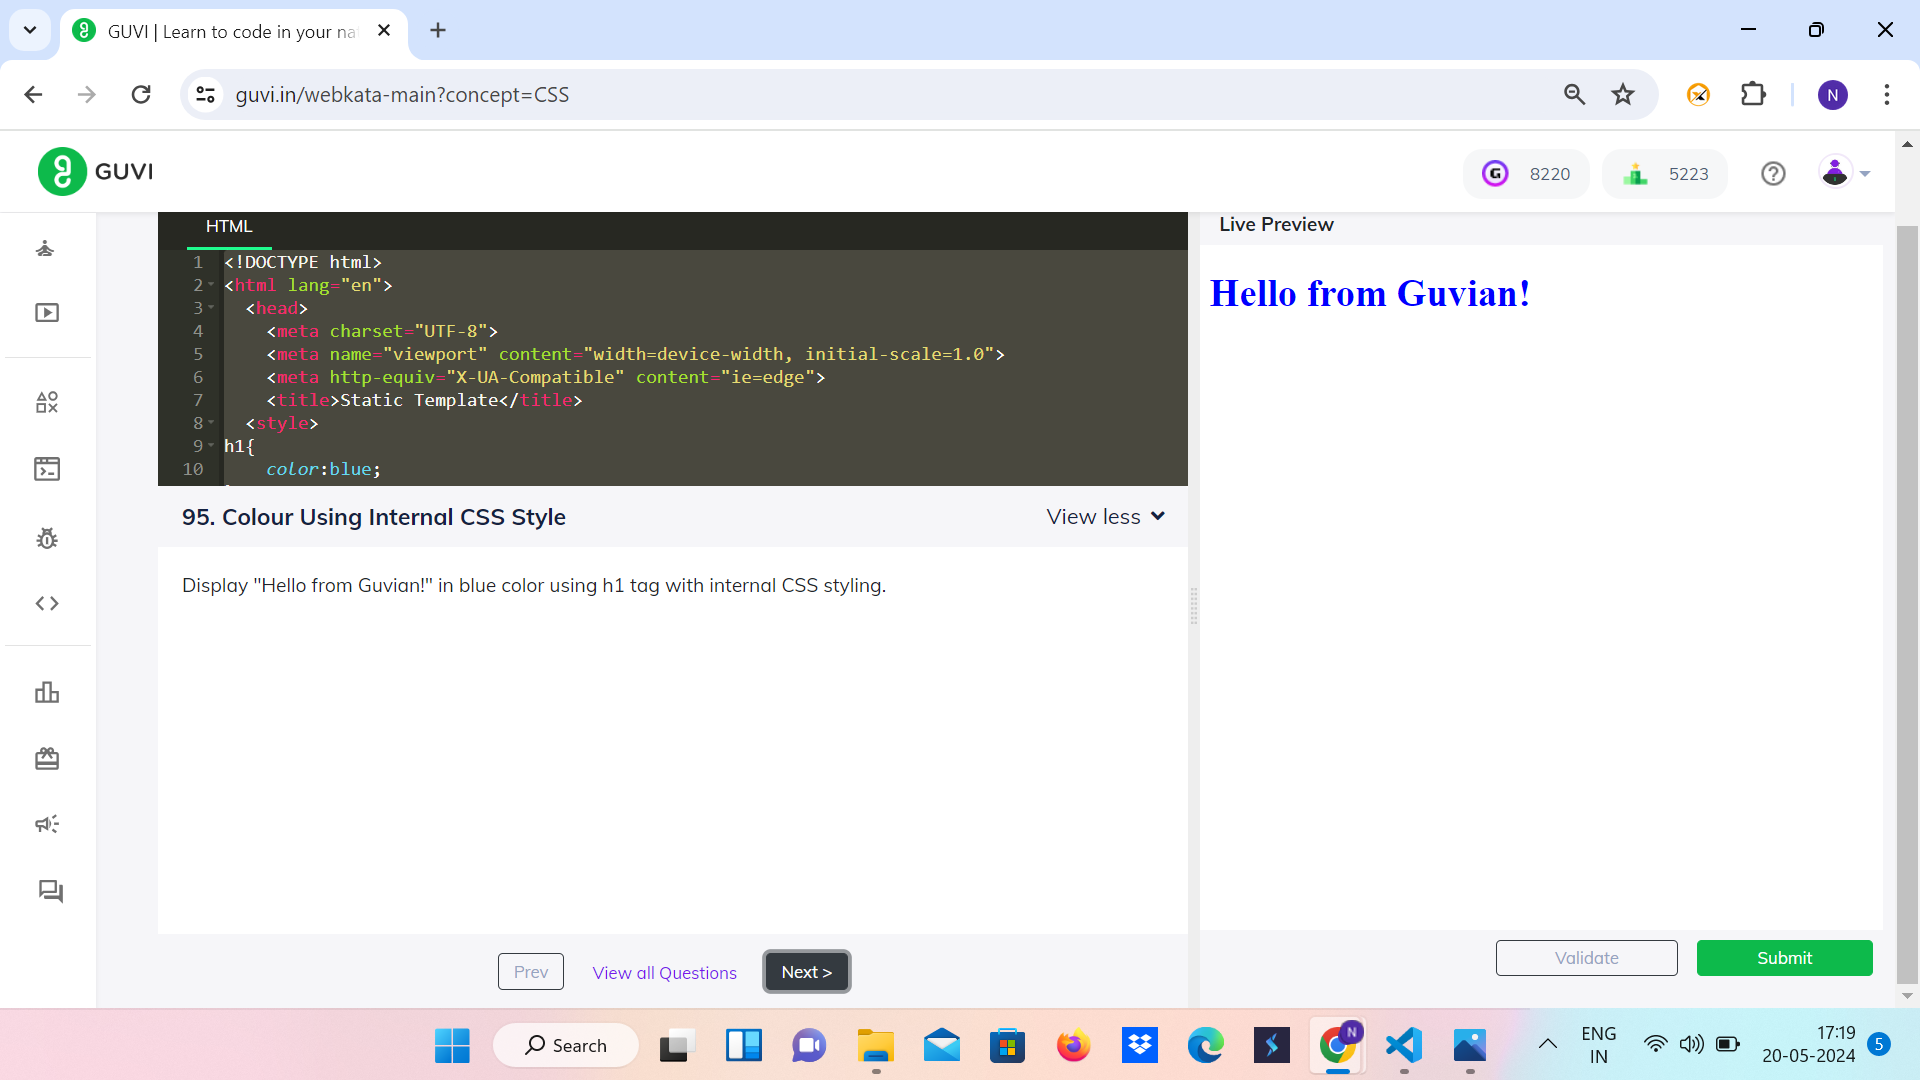 GUVI | Learn to code in your na
guvi.in/webkata-main?concept=CSS
N
GUVI
G 8220
5223
HTML
1 <!DOCTYPE html>
2 <html lang="en">
3 <head>
4 <meta charset="UTF-8">
5 <meta name="viewport" content="width=device-width, initial-scale=1.0">
6 <meta http-equiv="X-UA-Compatible" content="ie=edge">
7 <title>Static Template</title>
8 <style>
9 h1{
10 color:blue;
95. Colour Using Internal CSS Style
View less
Display "Hello from Guvian!" in blue color using h1 tag with internal CSS styling.
Prev
View all Questions
Next >
Live Preview
Hello from Guvian!
Validate
Submit
Search
N
ENG
IN
17:19
20-05-2024
5